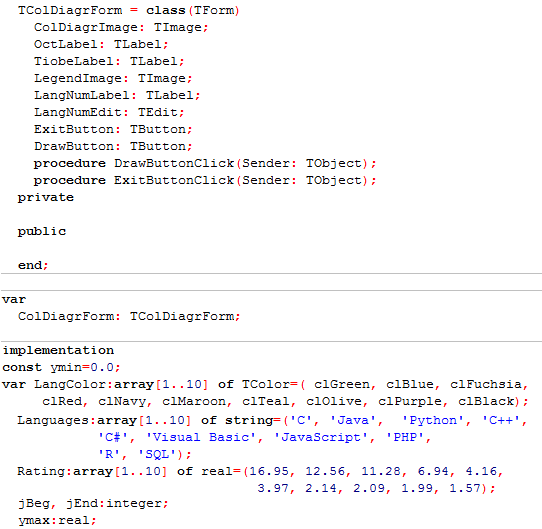 TColDiagrForm = class(TForm)
ColDiagrImage: TImage;
OctLabel: TLabel;
TiobeLabel: TLabel;
LegendImage: TImage;
LangNumLabel: TLabel;
LangNumEdit: TEdit;
ExitButton: TButton;
DrawButton: TButton;
procedure DrawButtonClick(Sender: TObject);
procedure ExitButtonClick(Sender: TObject);
private
public
end;
var
ColDiagrForm: TColDiagrForm;
implementation
const ymin=0.0;
var LangColor:array[1..10] of TColor=( clGreen, clBlue, clFuchsia,
clRed, clNavy, clMaroon, clTeal, clOlive, clPurple, clBlack);
Languages:array[1..10] of string=('C', 'Java', 'Python', 'C++',
'C#', 'Visual Basic', 'JavaScript', 'PHP',
'R', 'SQL');
Rating:array[1..10] of real=(16.95, 12.56, 11.28, 6.94, 4.16,
3.97, 2.14, 2.09, 1.99, 1.57);
jBeg, jEnd:integer;
ymax:real;